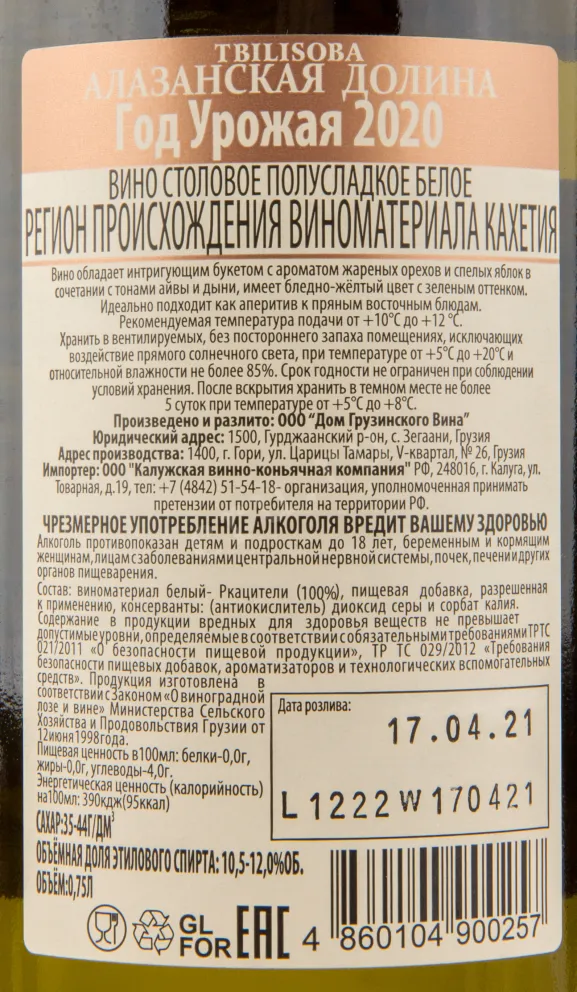 TBILISOBA
АЛАЗАНСКАЯ ДОЛИНА
Год Урожая 2020
ВИНО СТОЛОВОЕ ПОЛУСЛАДКОЕ БЕЛОЕ
РЕГИОН ПРОИСХОЖДЕНИЯ ВИНОМАТЕРИАЛА КАХЕТИЯ
Вино обладает интригующим букетом с ароматом жареных орехов и спелых яблок в
сочетании с тонами айвы и дыни, имеет бледно-жёлтый цвет с зеленым оттенком.
Идеально подходит как аперитив к пряным восточным блюдам.
Рекомендуемая температура подачи от +10°С до +12 °С.
Хранить в вентилируемых, без постороннего запаха помещениях, исключающих
воздействие прямого солнечного света, при температуре от +5°С до +20°С и
относительной влажности не более 85%. Срок годности не ограничен при соблюдении
условий хранения. После вскрытия хранить в темном месте не более
5 суток при температуре от +5°С до +8°С.
Произведено и разлито: ООО "Дом Грузинского Вина"
Юридический адрес: 1500, Гурджаанский р-он, с. Зегаани, Грузия
Адрес производства: 1400, г. Гори, ул. Царицы Тамары, V-квартал, № 26, Грузия
Импортер: ООО "Калужская винно-коньячная компания" РФ, 248016, г. Калуга, ул.
Товарная, д.19, тел: +7 (4842) 51-54-18- организация, уполномоченная принимать
претензии от потребителя на территории РФ.
ЧРЕЗМЕРНОЕ УПОТРЕБЛЕНИЕ АЛКОГОЛЯ ВРЕДИТ ВАШЕМУ ЗДОРОВЬЮ
Алкоголь противопоказан детям и подросткам до 18 лет, беременным и кормящим
женщинам, лицам с заболеваниями центральной нервной системы, почек, печени и других
органов пищеварения.
Состав: виноматериал белый- Ркацители (100%), пищевая добавка, разрешенная
к применению, консерванты: (антиокислитель) диоксид серы и сорбат калия.
Содержание в продукции вредных для здоровья веществ не превышает
допустимые уровни, определяемые в соответствии с обязательными требованиями ТР ТС
021/2011 «О безопасности пищевой продукции», ТР ТС 029/2012 «Требования
безопасности пищевых добавок, ароматизаторов и технологических вспомогательных
средств». Продукция изготовлена в
соответствии с Законом «О виноградной
лозе и вине» Министерства Сельского
Хозяйства и Продовольствия Грузии от
12 июня 1998 года.
Пищевая ценность в 100мл: белки-0,0г,
жиры-0,0г, углеводы-4,0г.
Энергетическая ценность (калорийность)
на 100мл: 390кдж(95ккал)
САХАР:35-44Г/ДМ³
ОБЪЁМНАЯ ДОЛЯ ЭТИЛОВОГО СПИРТА: 10,5-12,0%ОБ.
ОБЪЁМ:0,75Л
Дата розлива:
17.04.21
L1222W170421
GL
FOR
EAC
4 860104 900257